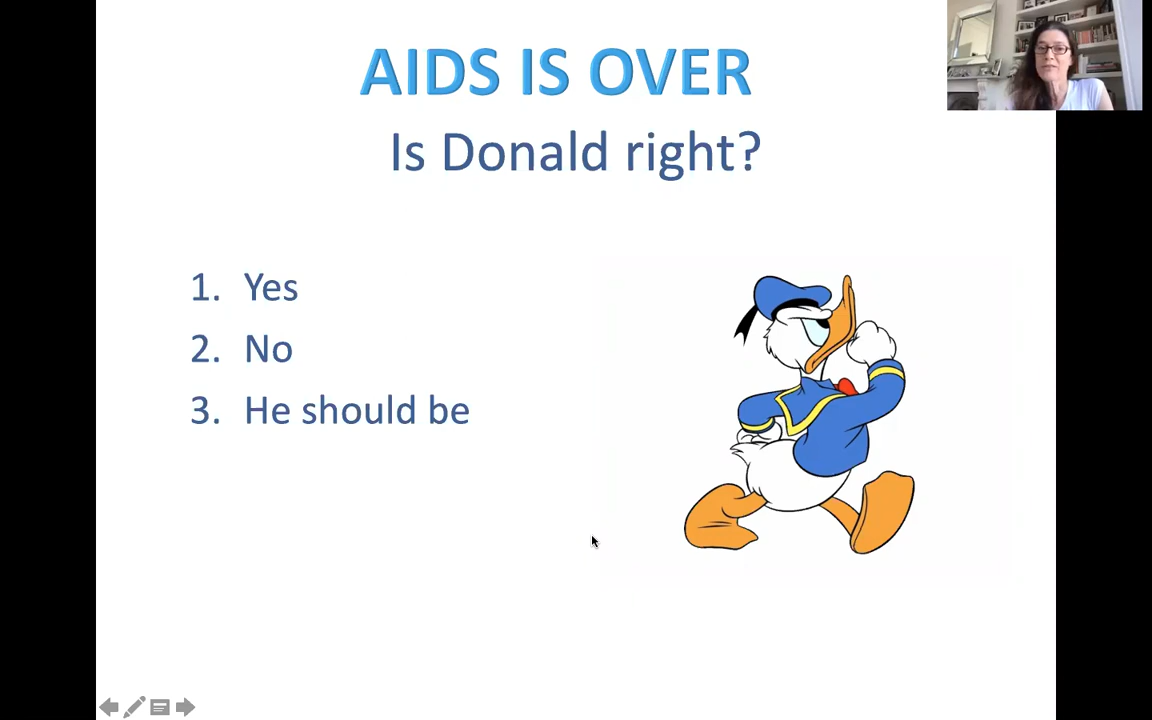 AIDS IS OVER
Is Donald right?
1. Yes
2. No
3. He should be